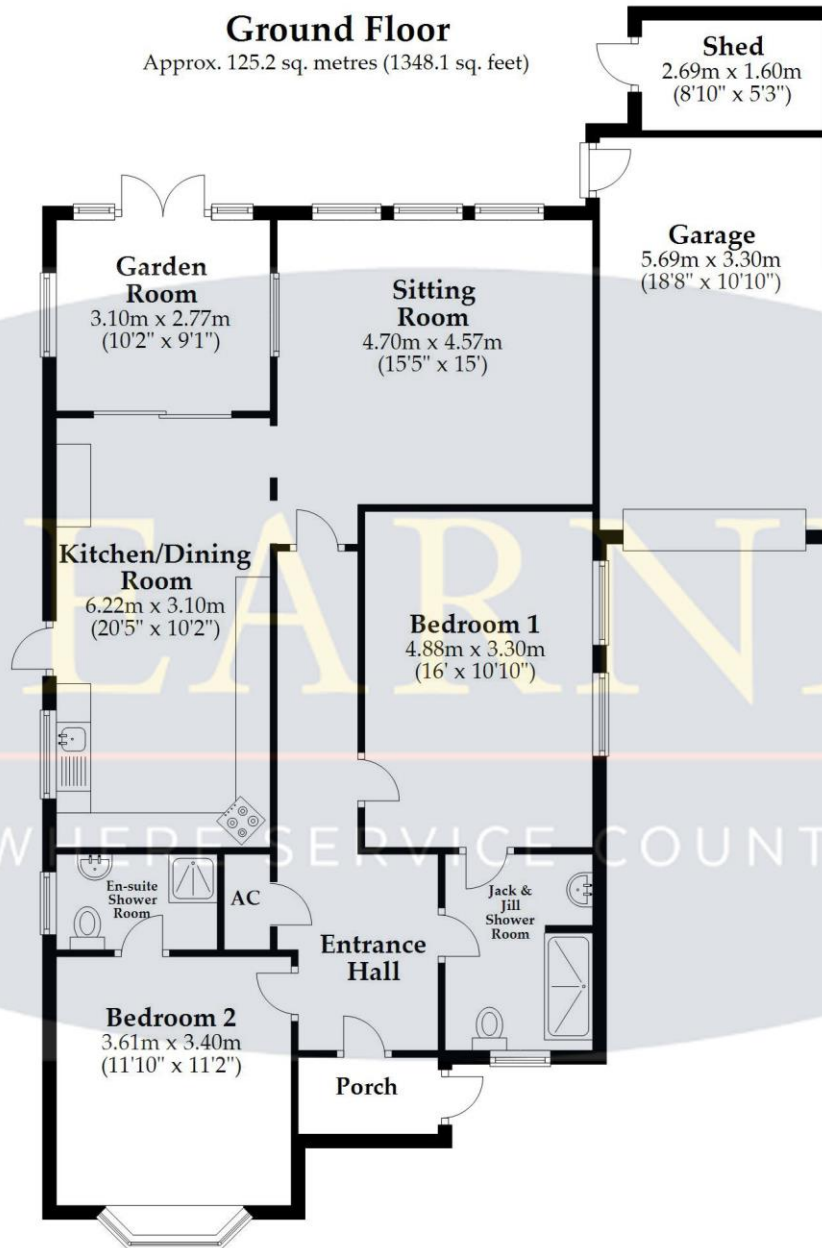 Ground Floor
Approx. 125.2 sq. metres (1348.1 sq. feet)
Shed
2.69m x 1.60m
(8'10" x 5'3")
Garage
5.69m x 3.30m
(18'8" x 10'10")
Garden
Room
3.10m x 2.77m
(10'2" x 9'1")
Sitting
Room
4.70m x 4.57m
(15'5" x 15')
Kitchen/Dining
Room
6.22m x 3.10m
(20'5" x 10'2")
Bedroom 1
4.88m x 3.30m
(16' x 10'10")
EARN
WHERE SERVICE COUNT
En-suite
Shower
Room
AC
Jack &
Jill
Shower
Room
Entrance
Hall
Bedroom 2
3.61m x 3.40m
(11'10" x 11'2")
Porch